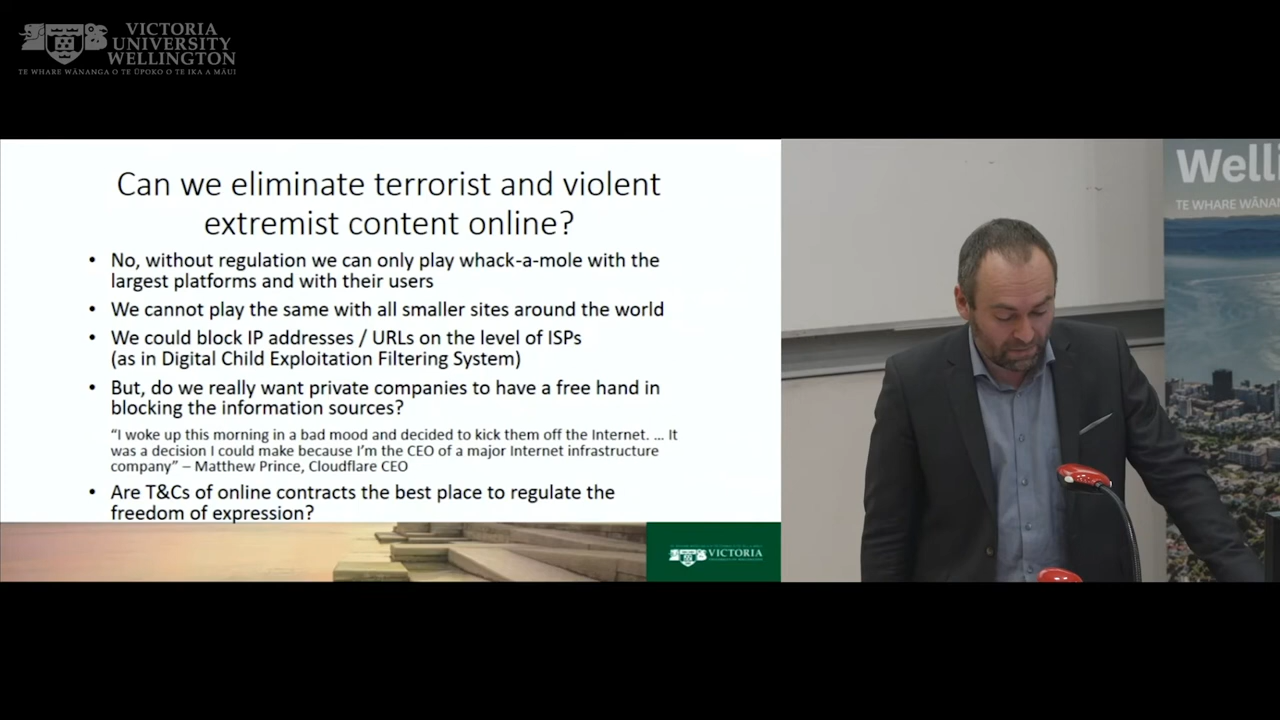 VICTORIA
UNIVERSITY
WELLINGTON
TE WHARE WĀNANGA O TE ŪPOKO O TE IKA A MĀUI
Can we eliminate terrorist and violent
extremist content online?
• No, without regulation we can only play whack-a-mole with the
largest platforms and with their users
• We cannot play the same with all smaller sites around the world
• We could block IP addresses / URLs on the level of ISPs
(as in Digital Child Exploitation Filtering System)
• But, do we really want private companies to have a free hand in
blocking the information sources?
“I woke up this morning in a bad mood and decided to kick them off the Internet. … It
was a decision I could make because I’m the CEO of a major Internet infrastructure
company” – Matthew Prince, Cloudflare CEO
• Are T&Cs of online contracts the best place to regulate the
freedom of expression?
VICTORIA
Welli
TE WHARE WĀNAN